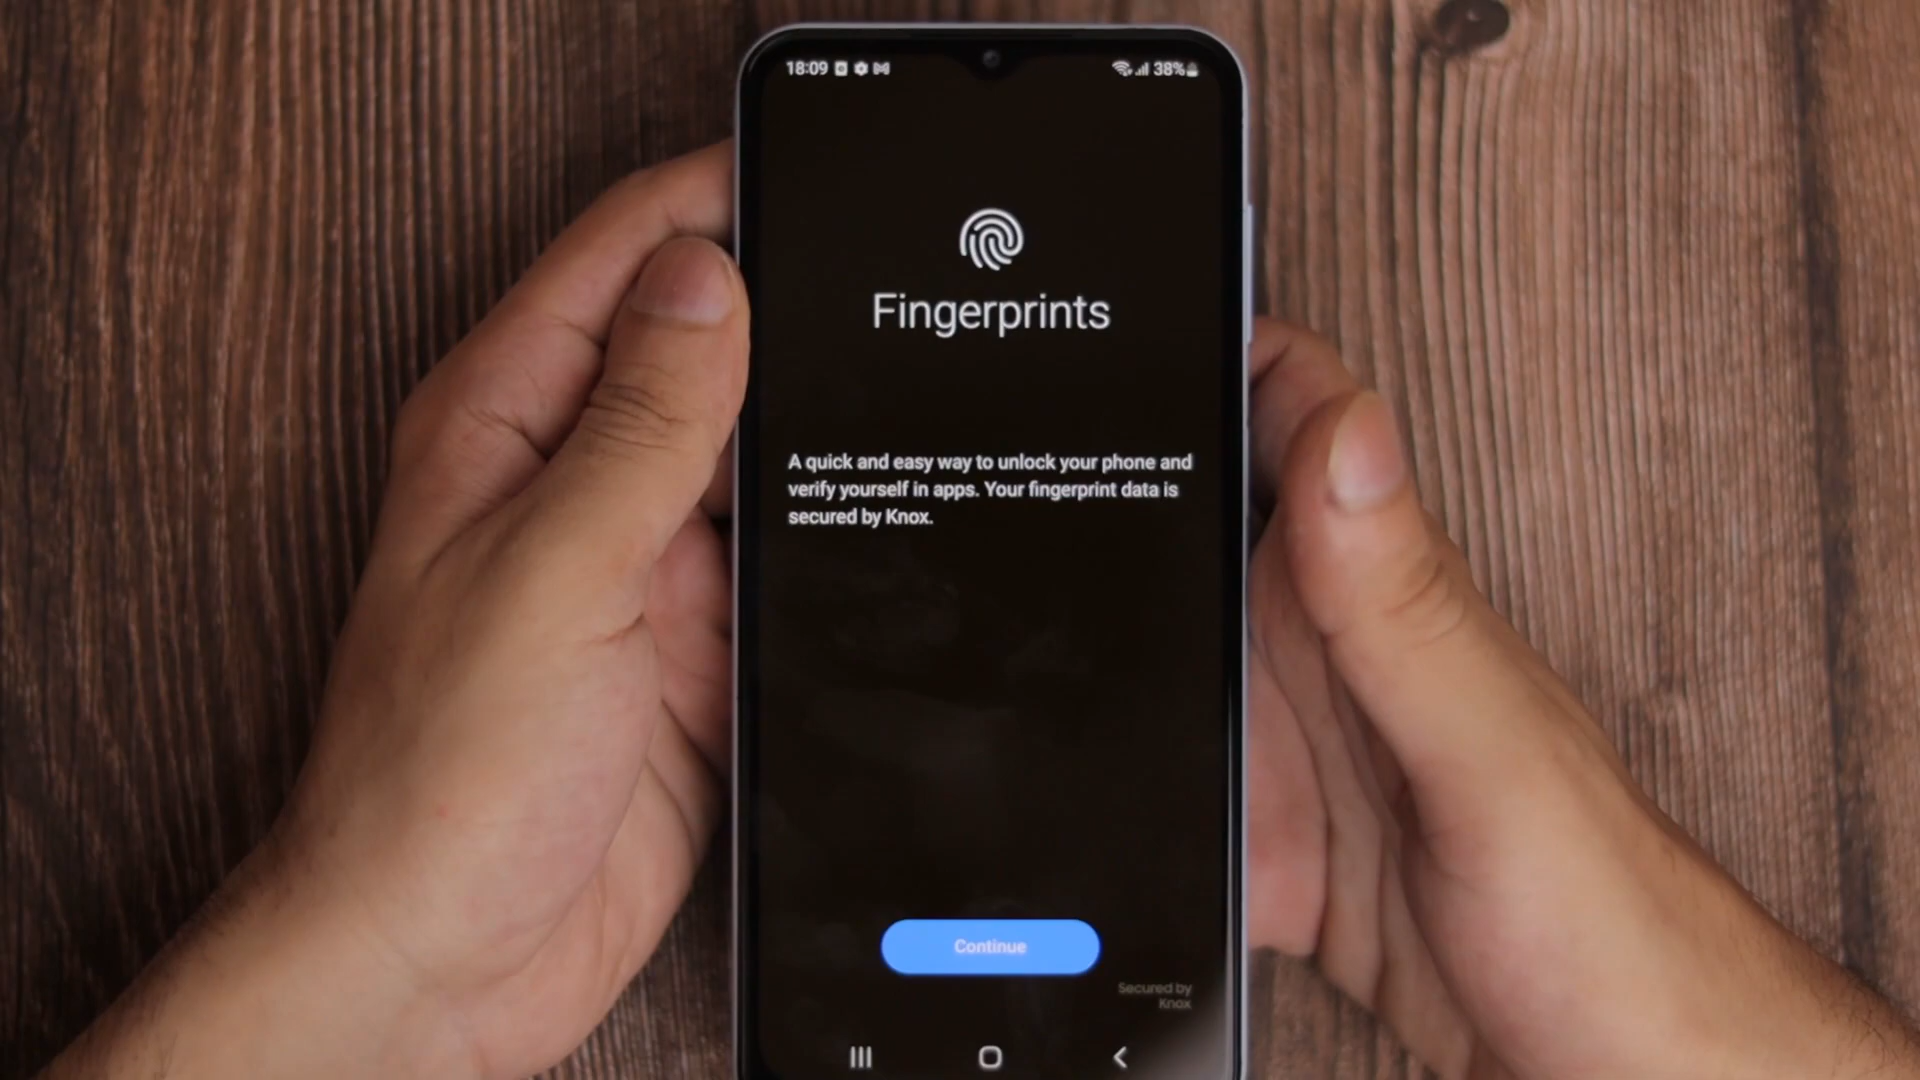 18:09
38%
Fingerprints
A quick and easy way to unlock your phone and
verify yourself in apps. Your fingerprint data is
secured by Knox.
Continue
Secured by
Knox